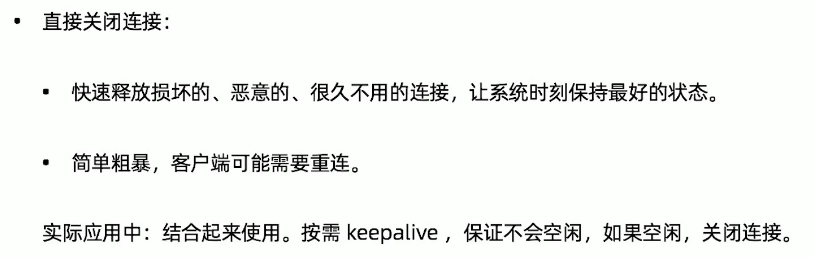 • 直接关闭连接：
• 快速释放损坏的、恶意的、很久不用的连接，让系统时刻保持最好的状态。
• 简单粗暴，客户端可能需要重连。
实际应用中：结合起来使用。按需 keepalive ，保证不会空闲，如果空闲，关闭连接。